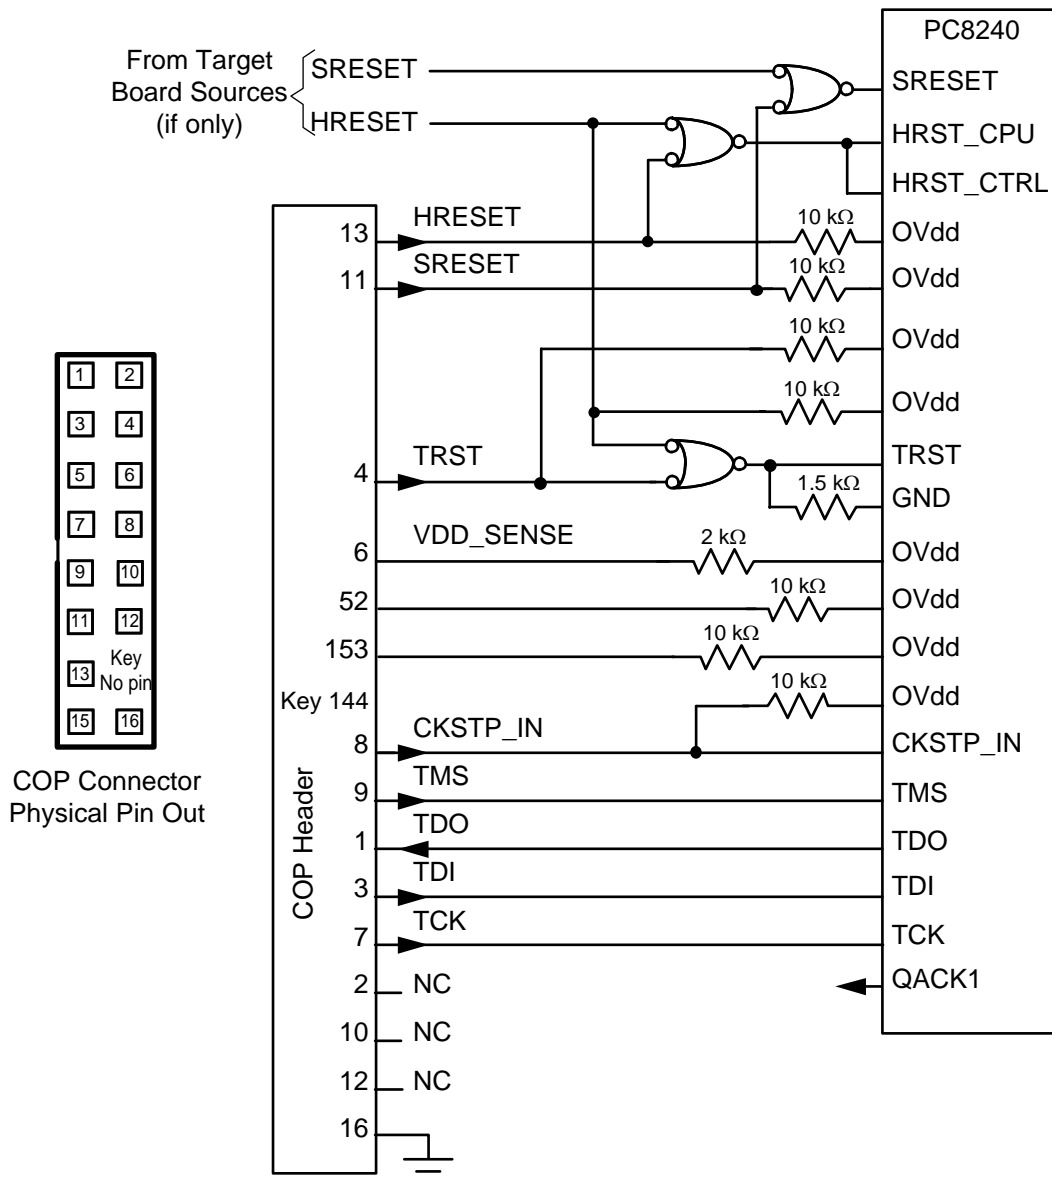 PC8240
From Target
Board Sources
(if only)
SRESET
HRESET
SRESET
HRST_CPU
HRST_CTRL
13
HRESET
10 kΩ
OVdd
11
SRESET
10 kΩ
OVdd
10 kΩ
OVdd
10 kΩ
OVdd
4
TRST
TRST
1.5 kΩ
GND
6
VDD_SENSE
2 kΩ
OVdd
52
10 kΩ
OVdd
153
10 kΩ
OVdd
Key 144
10 kΩ
OVdd
8
CKSTP_IN
CKSTP_IN
9
TMS
TMS
1
TDO
TDO
3
TDI
TDI
7
TCK
TCK
QACK1
2
NC
10
NC
12
NC
16
COP Header
1 2
3 4
5 6
7 8
9 10
11 12
13 Key
No pin
15 16
COP Connector
Physical Pin Out